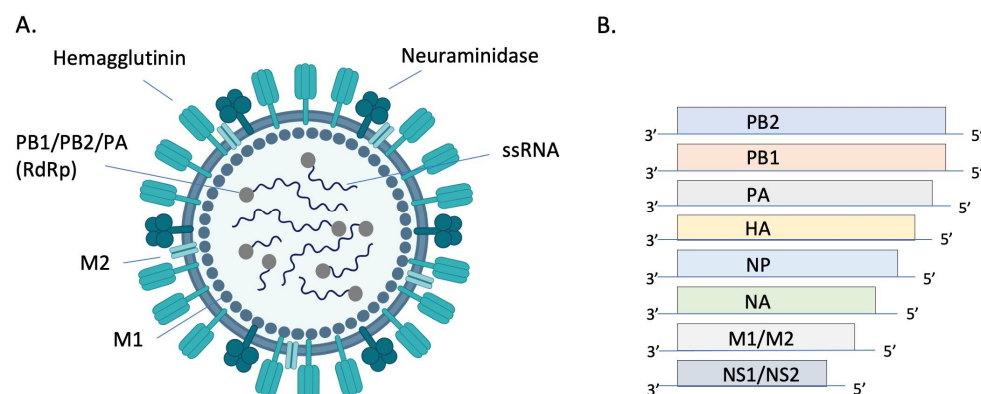 A.
Hemagglutinin
Neuraminidase
PB1/PB2/PA
(RdRp)
ssRNA
M2
M1
B.
3’ PB2 5’
3’ PB1 5’
3’ PA 5’
3’ HA 5’
3’ NP 5’
3’ NA 5’
3’ M1/M2 5’
3’ NS1/NS2 5’